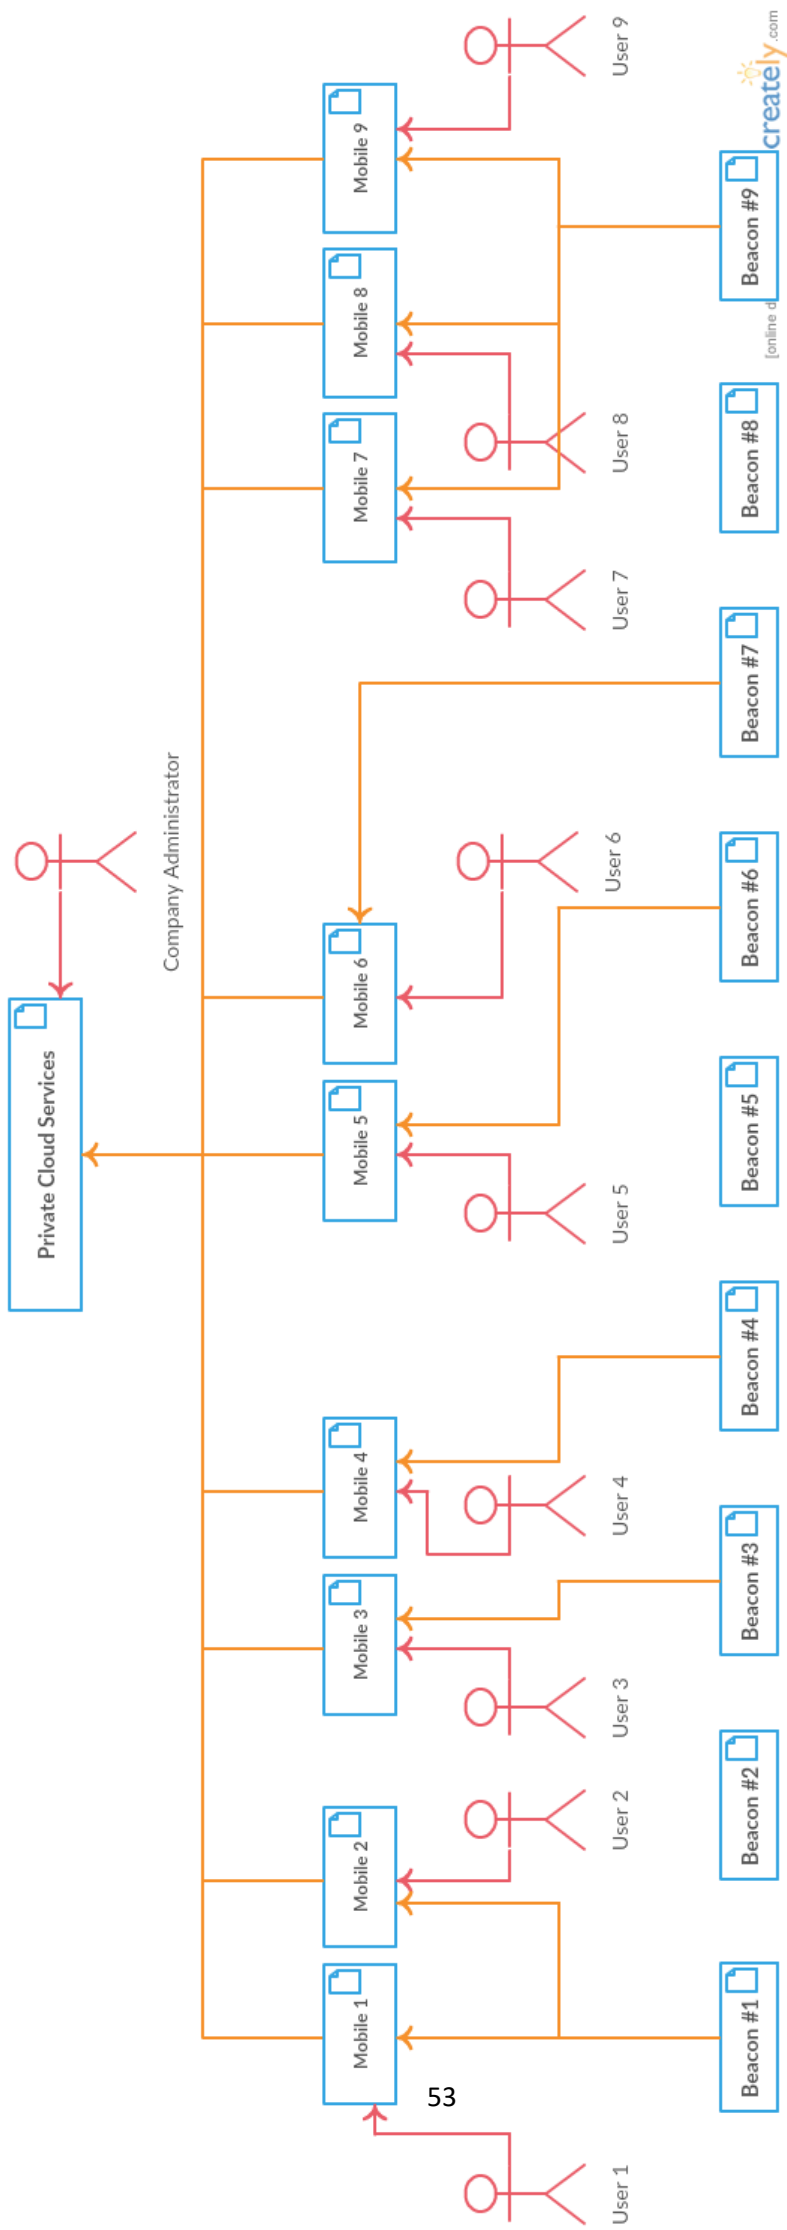 Private Cloud Services
Company Administrator
Mobile 1
Mobile 2
Mobile 3
Mobile 4
Mobile 5
Mobile 6
Mobile 7
Mobile 8
Mobile 9
User 1
User 2
User 3
User 4
User 5
User 6
User 7
User 8
User 9
Beacon #1
Beacon #2
Beacon #3
Beacon #4
Beacon #5
Beacon #6
Beacon #7
Beacon #8
Beacon #9
[online d
creately.com
53